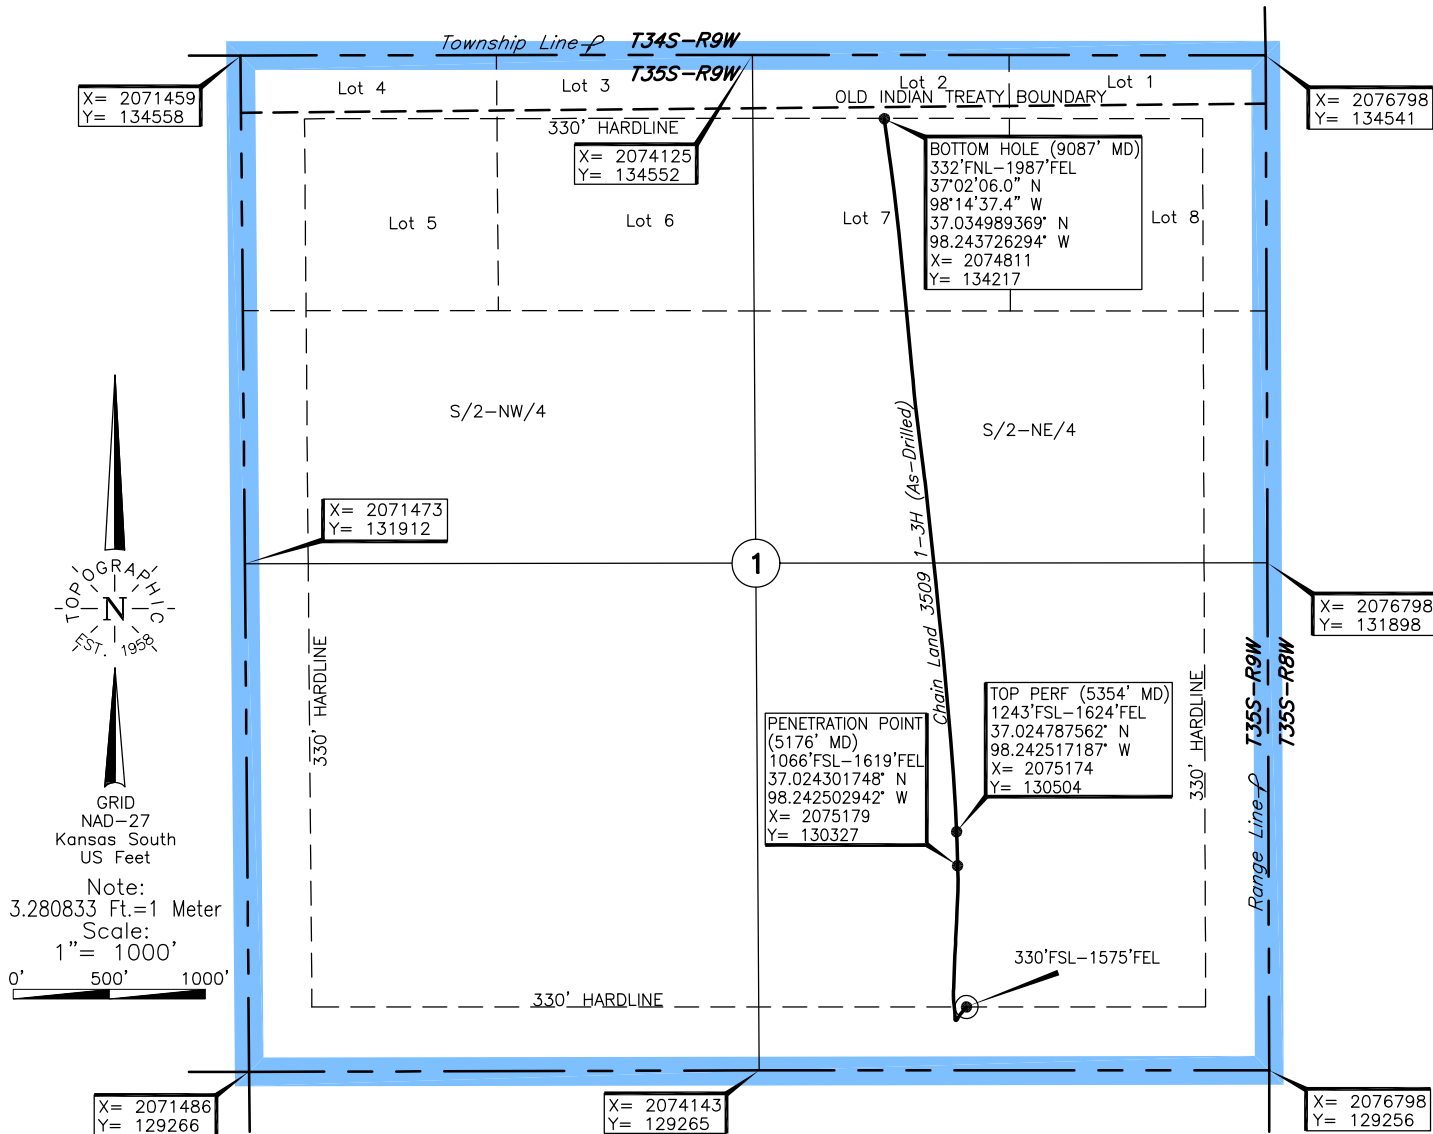 Township Line
T34S-R9W
T35S-R9W
X= 2071459
Y= 134558
Lot 4
Lot 3
Lot 2
Lot 1
OLD INDIAN TREATY BOUNDARY
X= 2076798
Y= 134541
330' HARDLINE
X= 2074125
Y= 134552
BOTTOM HOLE (9087' MD)
332'FNL-1987'FEL
37°02'06.0" N
98°14'37.4" W
37.034989369° N
98.243726294° W
X= 2074811
Y= 134217
Lot 5
Lot 6
Lot 7
Lot 8
S/2-NW/4
S/2-NE/4
Chain Land 3509 1-3H (As-Drilled)
X= 2071473
Y= 131912
1
X= 2076798
Y= 131898
TOPOGRAPHIC
N
EST. 1958
GRID
NAD-27
Kansas South
US Feet
Note:
3.280833 Ft.=1 Meter
Scale:
1"= 1000'
0' 500' 1000'
330' HARDLINE
PENETRATION POINT
(5176' MD)
1066'FSL-1619'FEL
37.024301748° N
98.242502942° W
X= 2075179
Y= 130327
TOP PERF (5354' MD)
1243'FSL-1624'FEL
37.024787562° N
98.242517187° W
X= 2075174
Y= 130504
330' HARDLINE
T35S-R9W
T35S-R8W
Range Line
330'FSL-1575'FEL
330' HARDLINE
X= 2071486
Y= 129266
X= 2074143
Y= 129265
X= 2076798
Y= 129256